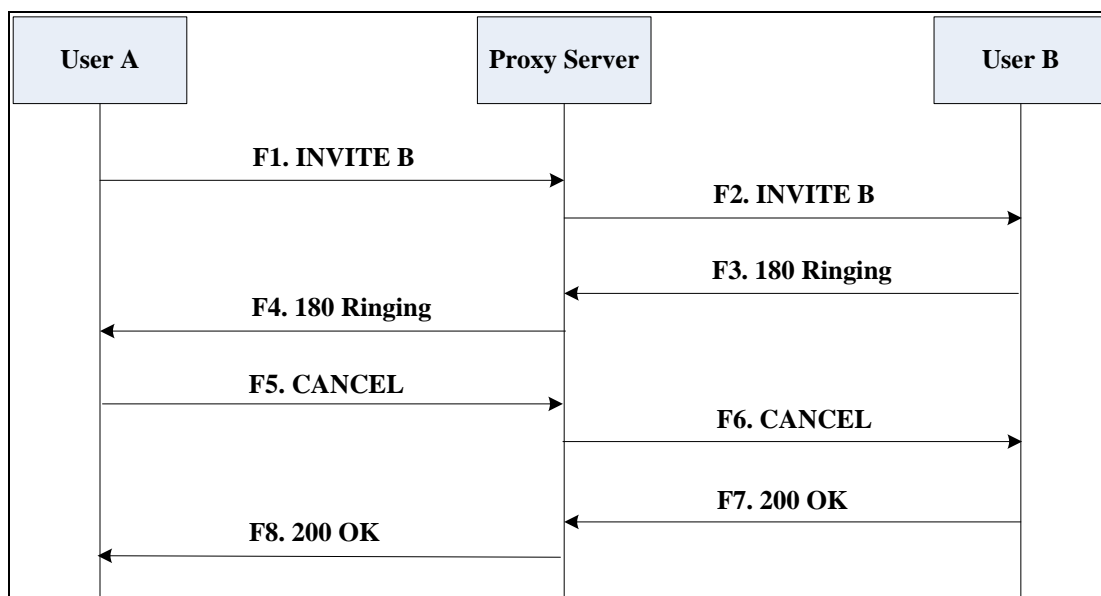 User A
Proxy Server
User B
F1. INVITE B
F2. INVITE B
F3. 180 Ringing
F4. 180 Ringing
F5. CANCEL
F6. CANCEL
F7. 200 OK
F8. 200 OK